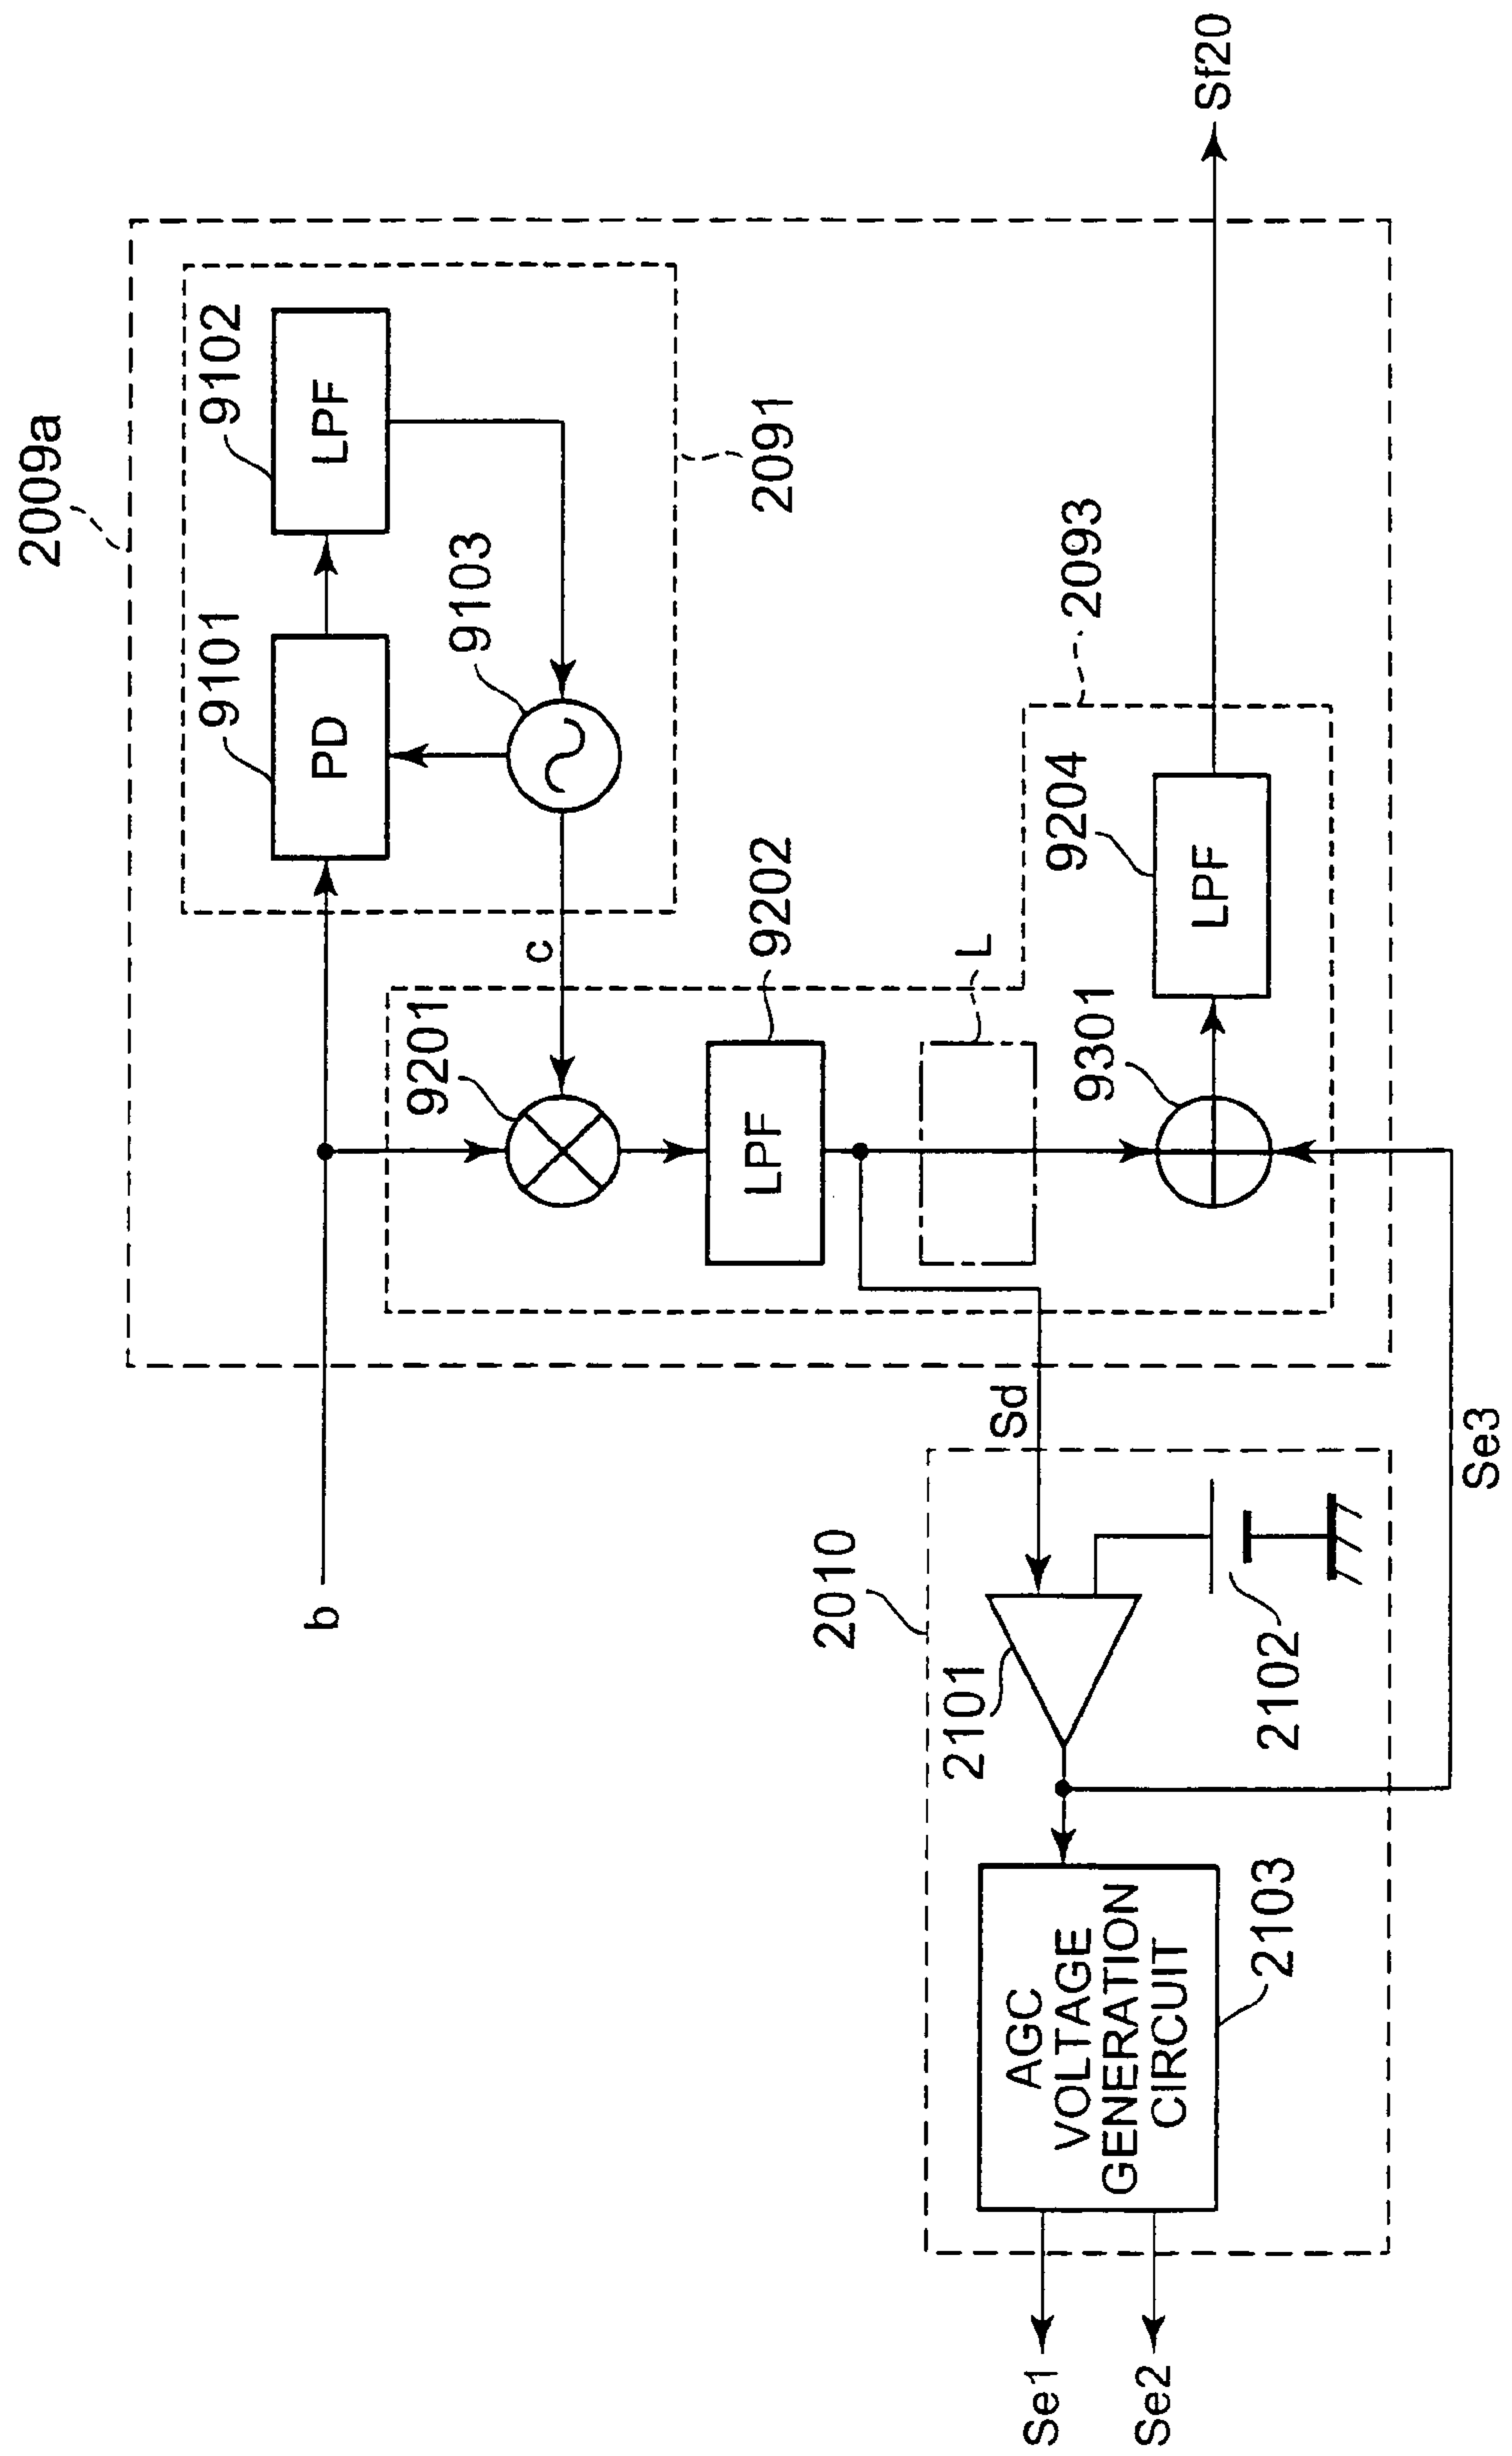 2009a
9102
LPF
9101
PD
9103
2091
2093
c
9201
9202
LPF
L
9204
LPF
9301
Sf20
b
Sd
2010
2101
2102
Se3
AGC
VOLTAGE
GENERATION
CIRCUIT
2103
Se1
Se2